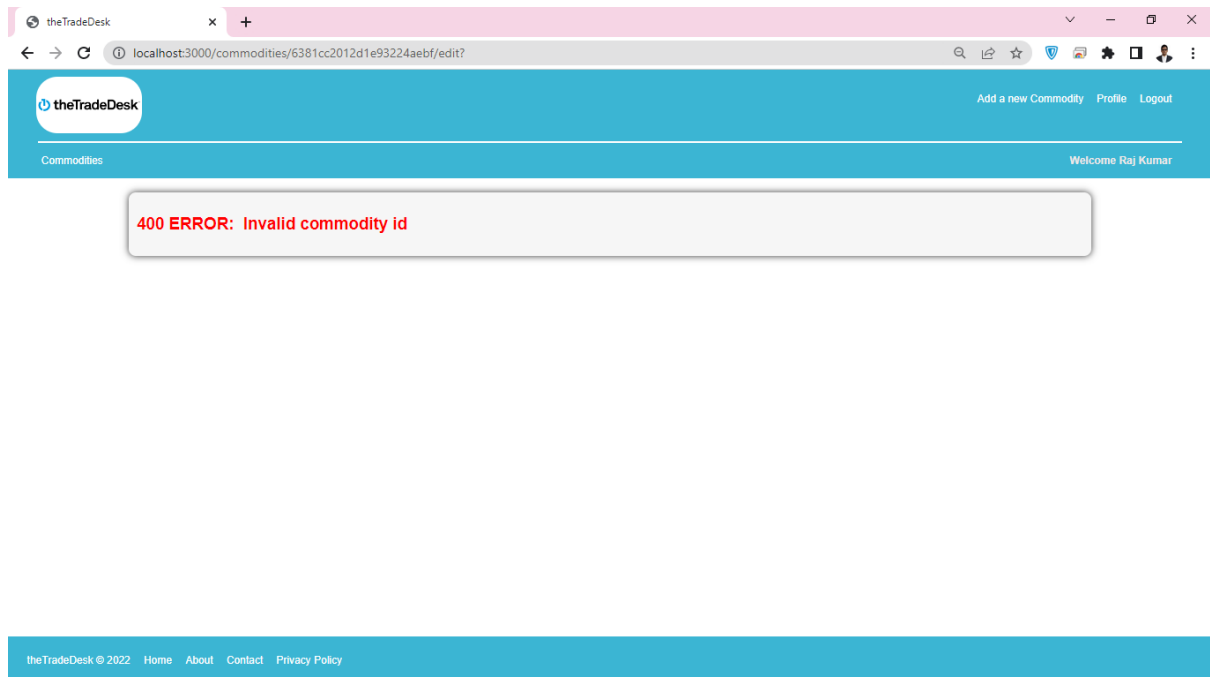 theTradeDesk
localhost:3000/commodities/6381cc2012d1e93224aebf/edit?
theTradeDesk
Add a new Commodity Profile Logout
Commodities
Welcome Raj Kumar
400 ERROR: Invalid commodity id
theTradeDesk © 2022 Home About Contact Privacy Policy